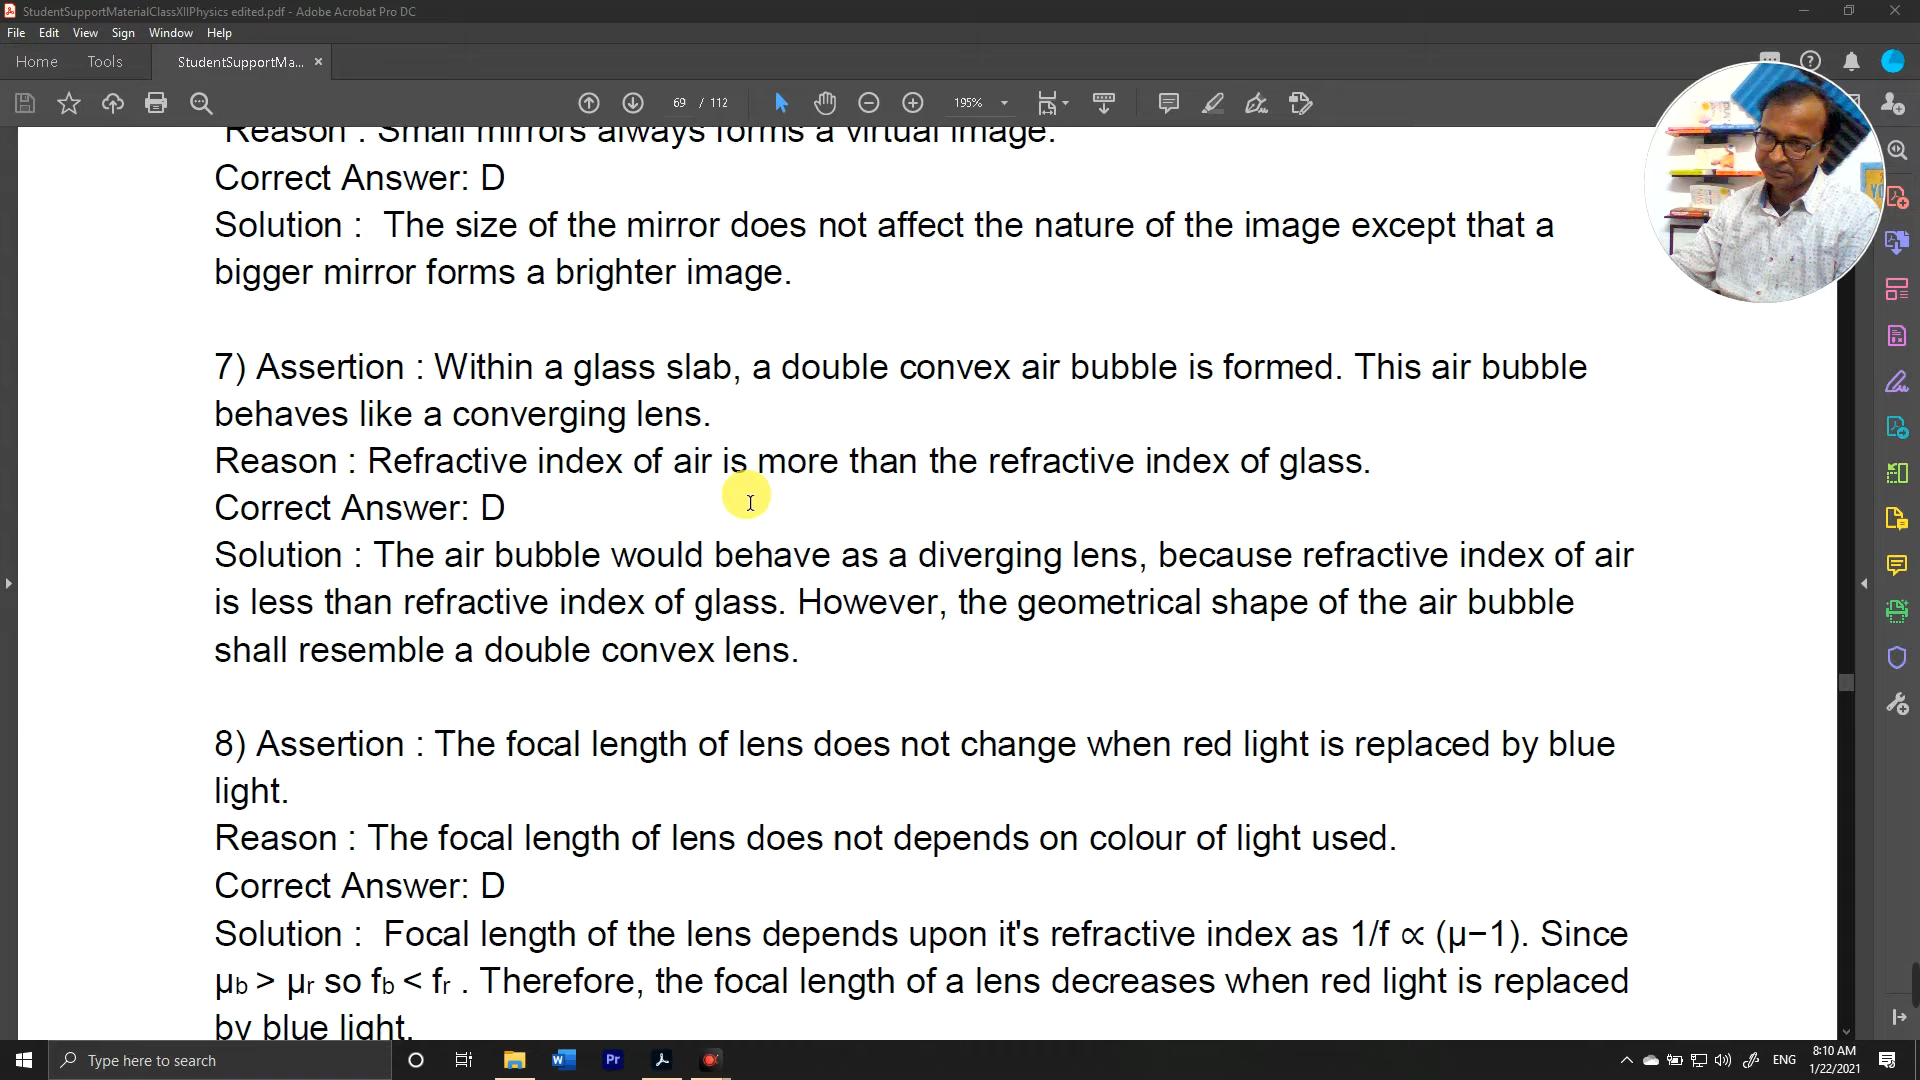 StudentSupportMaterialClassXIIPhysics edited.pdf - Adobe Acrobat Pro DC
File Edit View Sign Window Help
Home Tools StudentSupportMa... ×
69 / 112 195%
Reason : Small mirrors always forms a virtual image.
Correct Answer: D
Solution : The size of the mirror does not affect the nature of the image except that a
bigger mirror forms a brighter image.
7) Assertion : Within a glass slab, a double convex air bubble is formed. This air bubble
behaves like a converging lens.
Reason : Refractive index of air is more than the refractive index of glass.
Correct Answer: D
Solution : The air bubble would behave as a diverging lens, because refractive index of air
is less than refractive index of glass. However, the geometrical shape of the air bubble
shall resemble a double convex lens.
8) Assertion : The focal length of lens does not change when red light is replaced by blue
light.
Reason : The focal length of lens does not depends on colour of light used.
Correct Answer: D
Solution : Focal length of the lens depends upon it's refractive index as 1/f ∝ (μ−1). Since
μb > μr so fb < fr . Therefore, the focal length of a lens decreases when red light is replaced
by blue light.
Type here to search
Pr
ENG
8:10 AM
1/22/2021